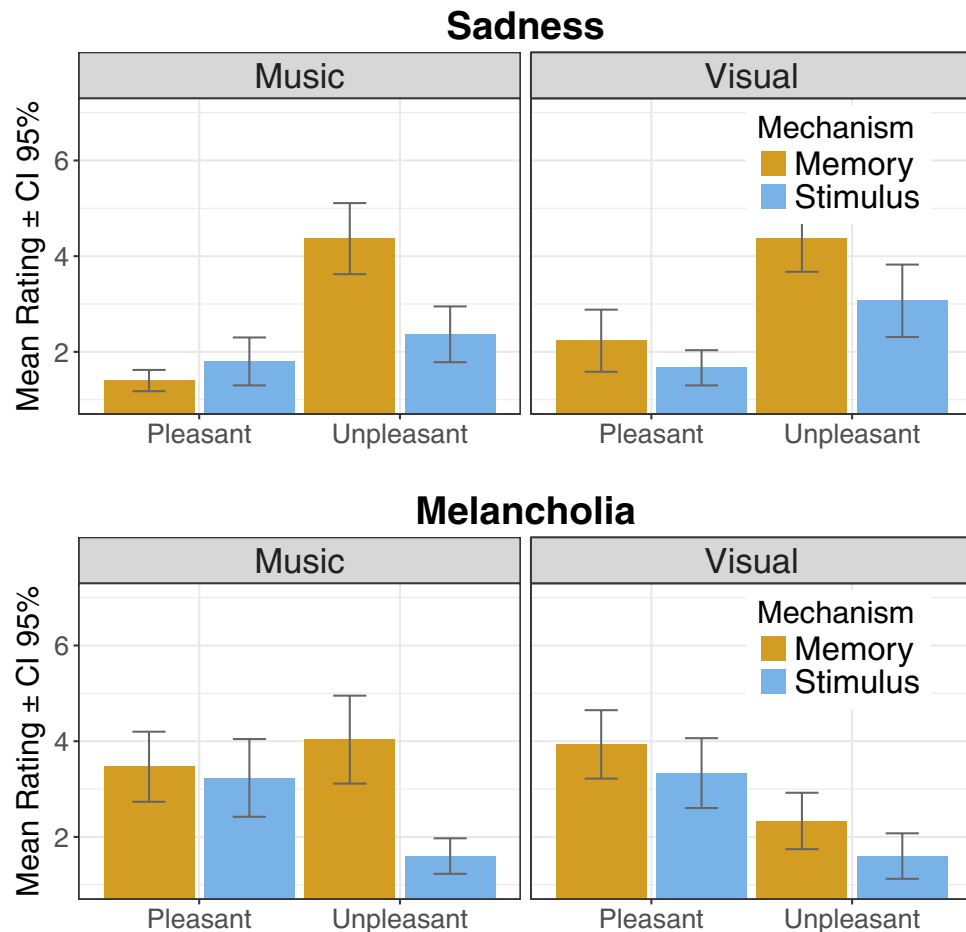 Sadness
Music
Visual
Mean Rating ± CI 95%
6
4
2
Mechanism
Memory
Stimulus
Pleasant
Unpleasant
Pleasant
Unpleasant
Melancholia
Music
Visual
Mean Rating ± CI 95%
6
4
2
Mechanism
Memory
Stimulus
Pleasant
Unpleasant
Pleasant
Unpleasant